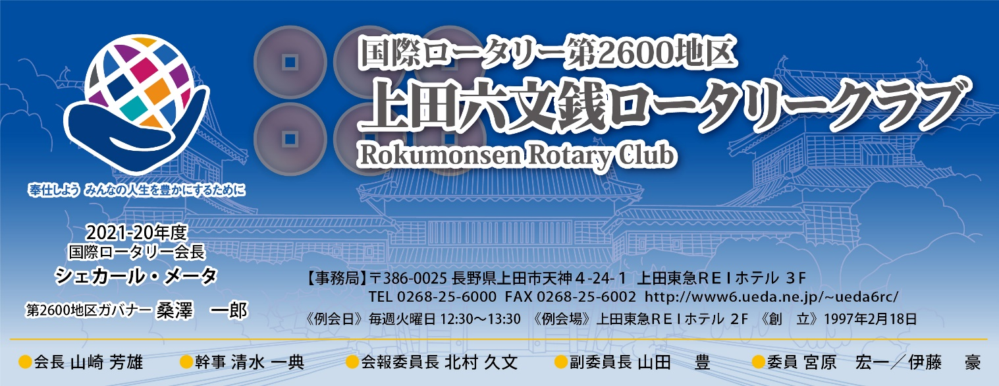 国際ロータリー第2600地区
上田六文銭ロータリークラブ
Rokumonsen Rotary Club
奉仕しよう みんなの人生を豊かにするために
2021-20年度
国際ロータリー会長
シェカール・メータ
第2600地区ガバナー 桑澤　一郎
【事務局】〒386-0025 長野県上田市天神４-24-１ 上田東急ＲＥＩホテル ３F
TEL 0268-25-6000 FAX 0268-25-6002 http://www6.ueda.ne.jp/~ueda6rc/
《例会日》毎週火曜日 12:30～13:30 《例会場》上田東急ＲＥＩホテル ２F 《創　立》1997年2月18日
●会長 山崎 芳雄 ●幹事 清水 一典 ●会報委員長 北村 久文 ●副委員長 山田　豊 ●委員 宮原　宏一／伊藤　豪